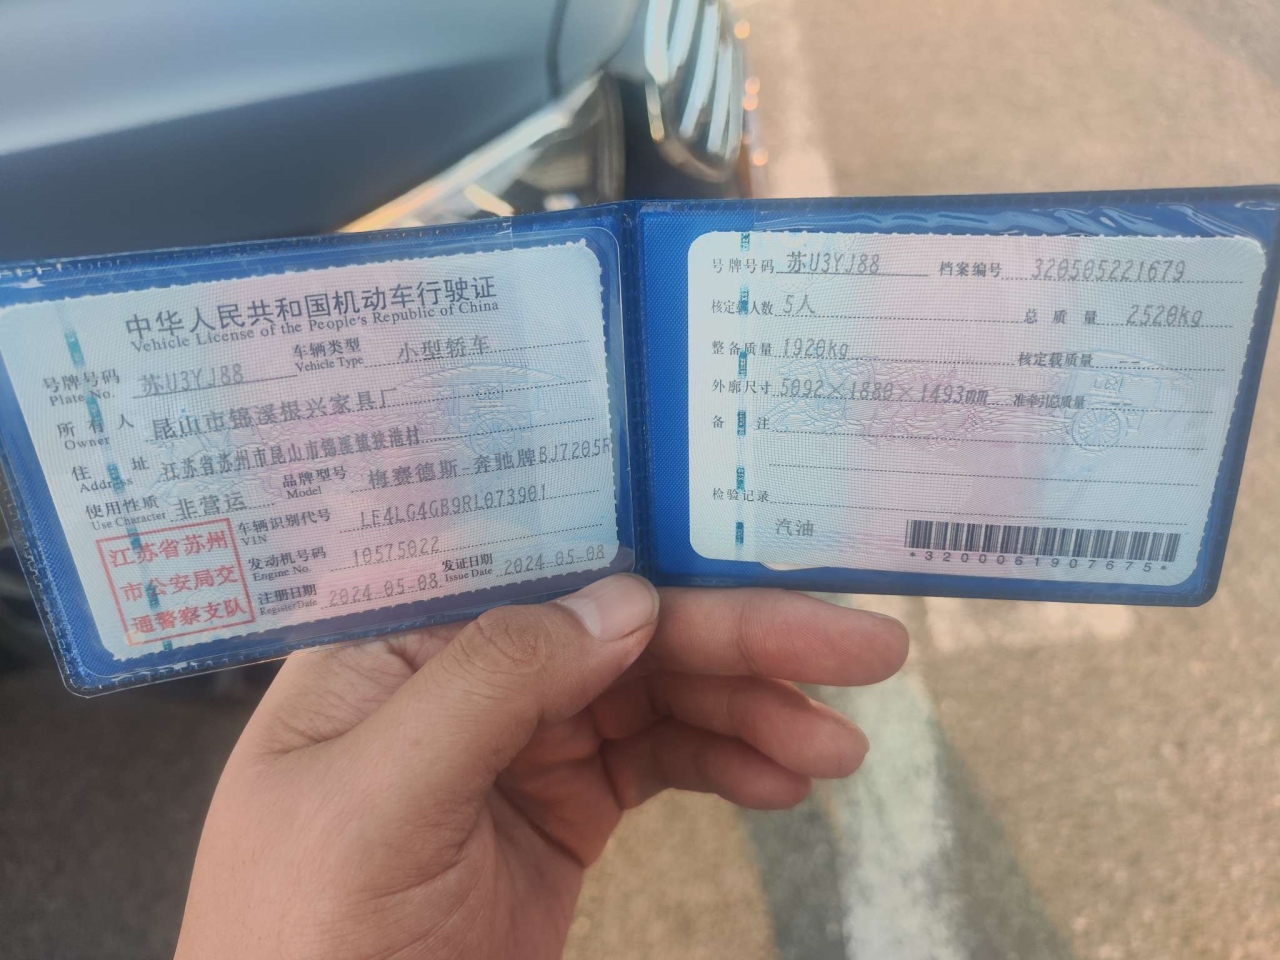 中华人民共和国机动车行驶证
Vehicle License of the People's Republic of China
号牌号码 苏U3YJ88 车辆类型 小型轿车
Plate No. Vehicle Type
所有人 昆山市锦溪振兴家具厂
Owner
住址 江苏省苏州市昆山市锦溪镇
Address
使用性质 非营运 品牌型号 梅赛德斯-奔驰牌BJ7205
Use Character Model
车辆识别代号 LE4LG4GB9RL073901
VIN
发动机号码 10575022
Engine No.
注册日期 2024-05-08 发证日期 2024-05-08
Register Date Issue Date
江苏省苏州
市公安局交
通警察支队
号牌号码 苏U3YJ88 档案编号 320505221679
核定载人数 5人 总质量 2520kg
整备质量 1920kg 核定载质量 --
外廓尺寸 5092×1880×1493mm 准牵引总质量
备注
检验记录
汽油
*3200061907675*